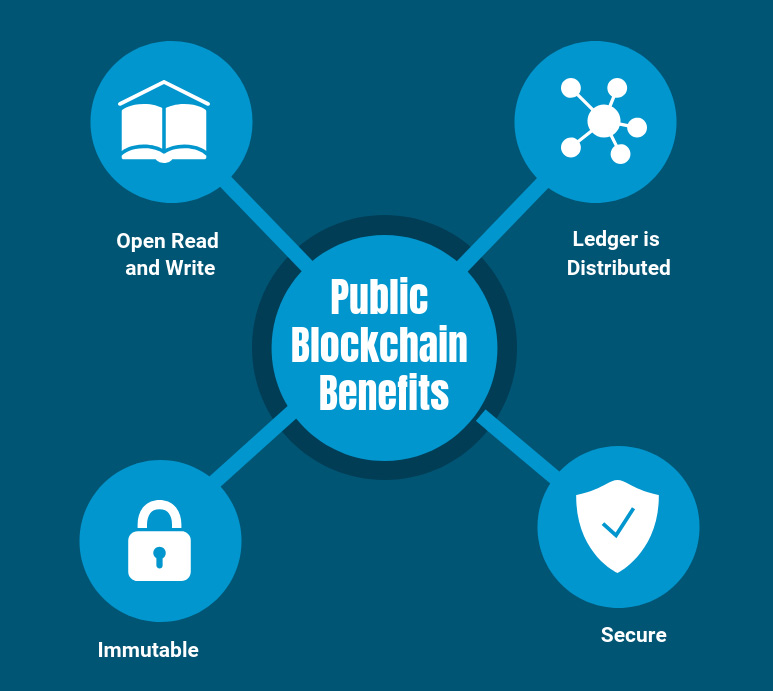 Open Read
and Write
Ledger is
Distributed
Public
Blockchain
Benefits
Immutable
Secure